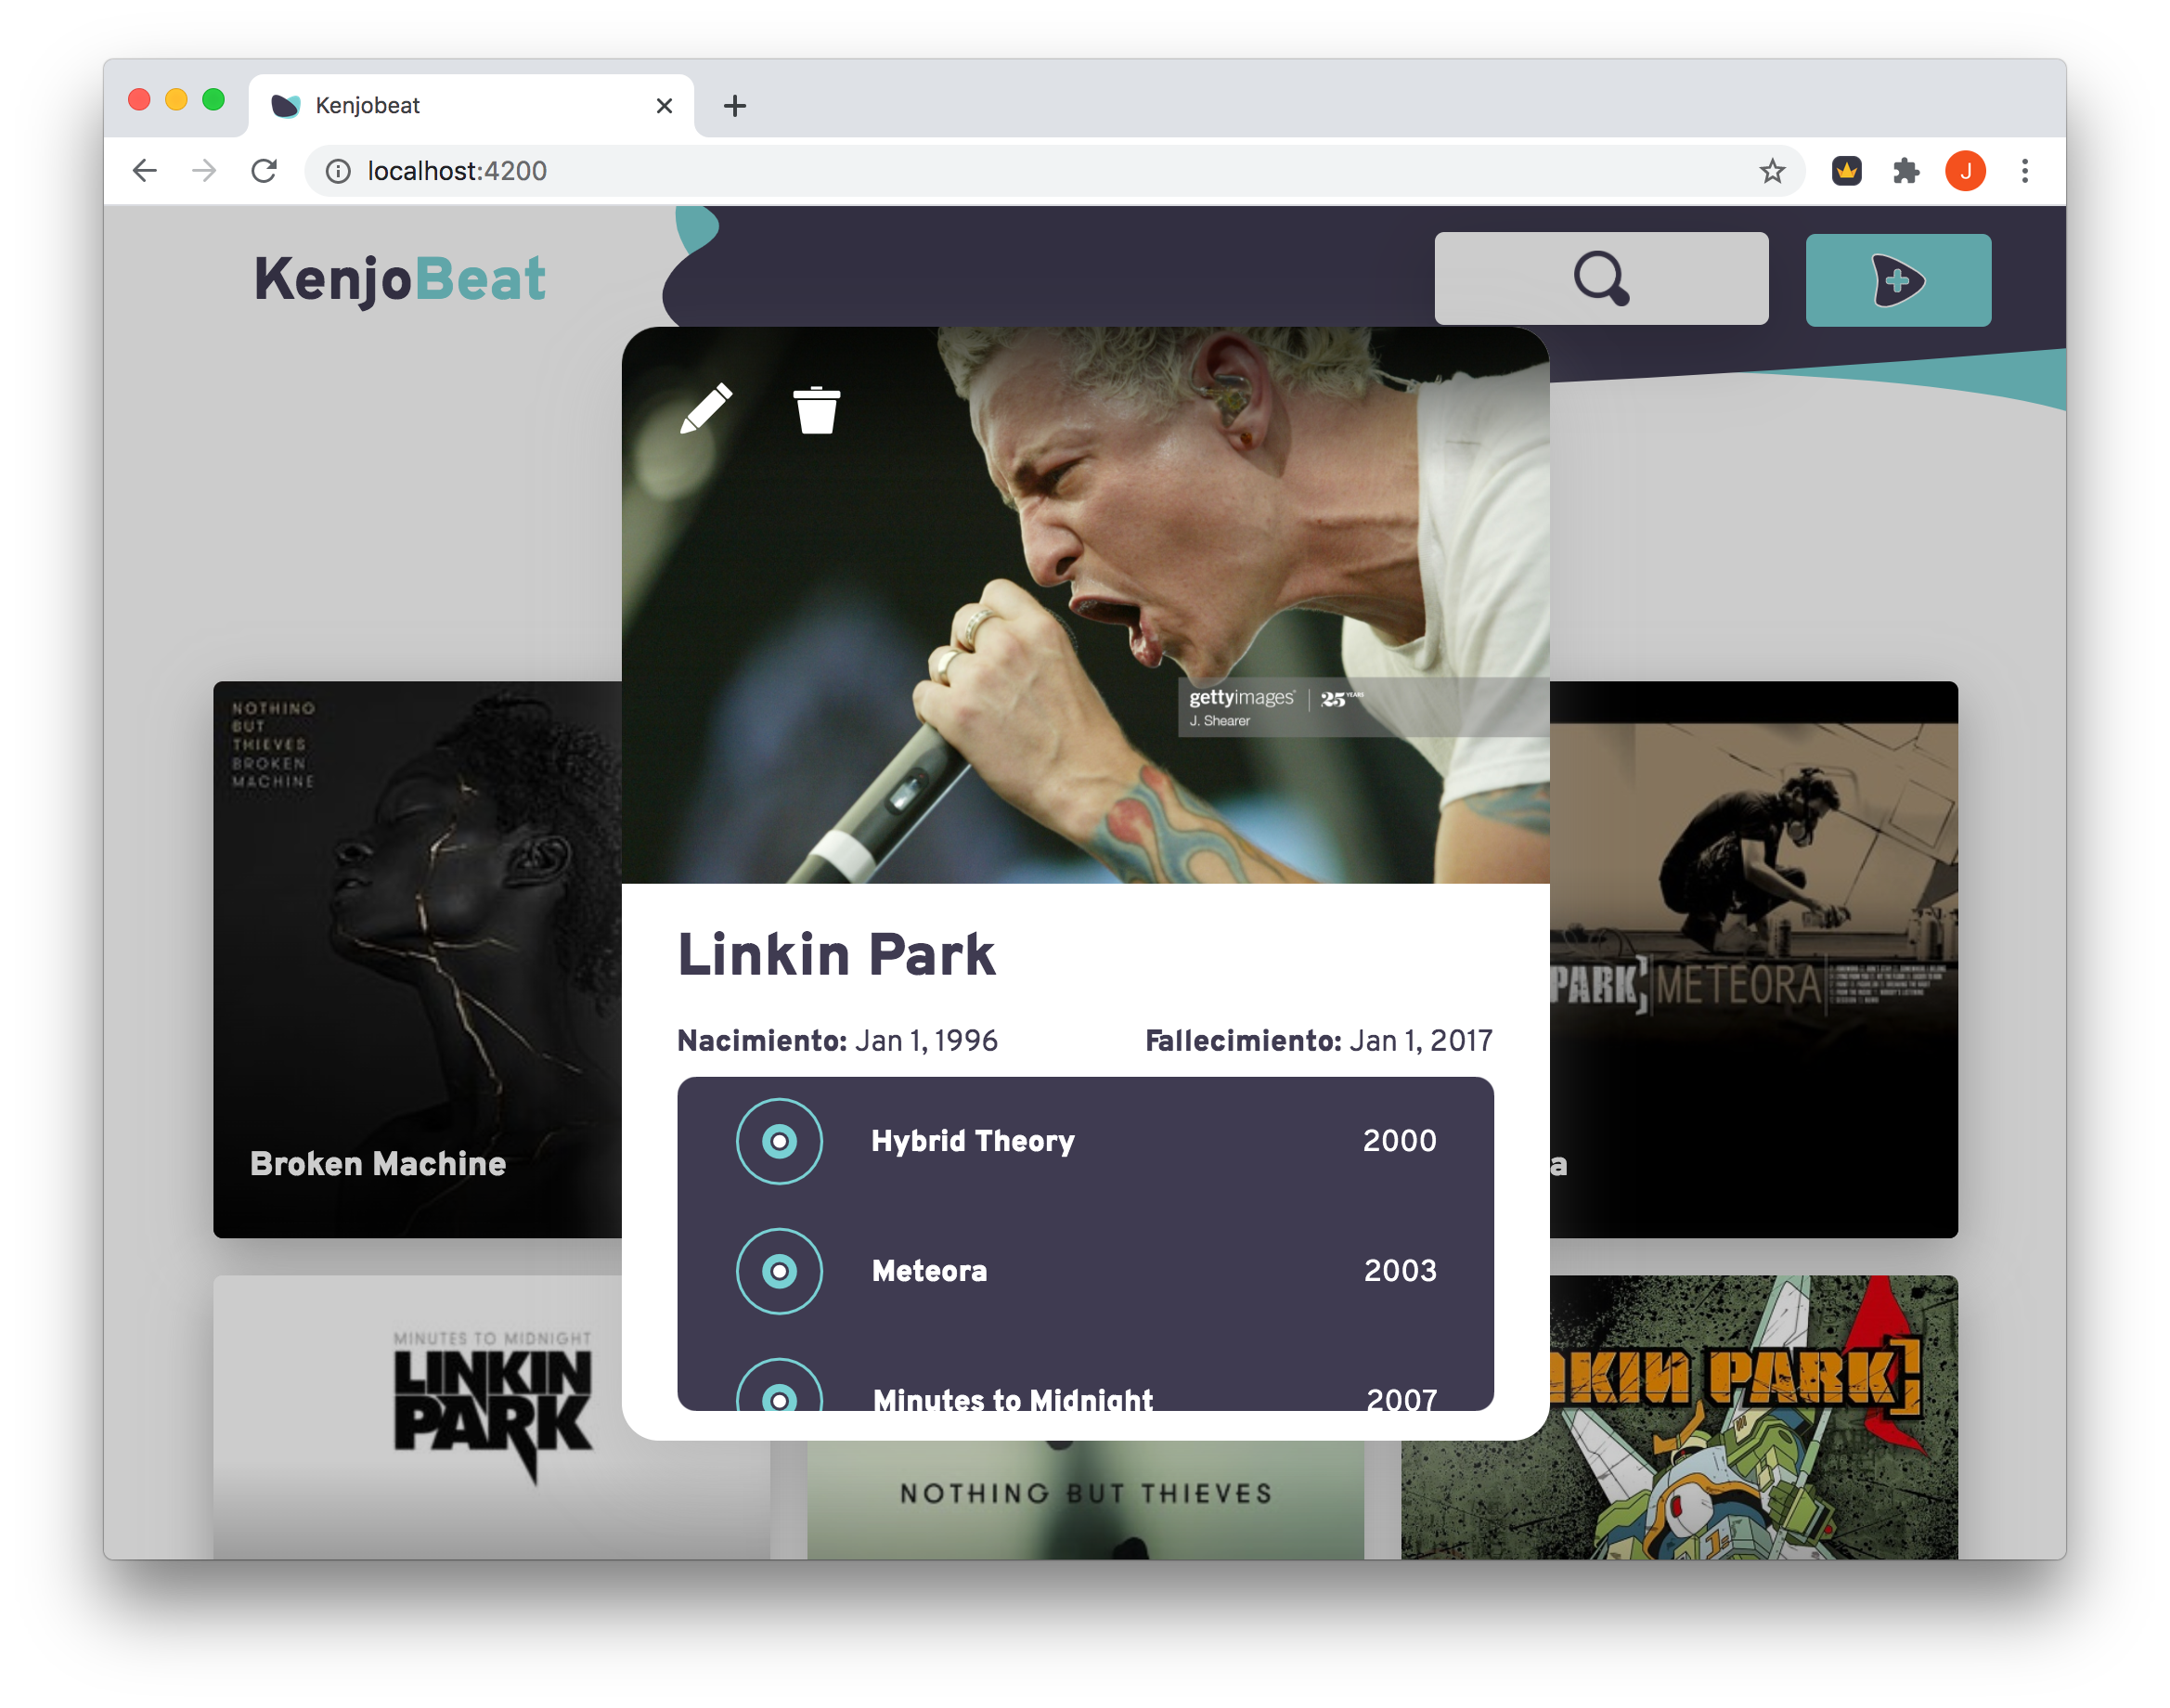 Kenjobeat
localhost:4200
J
KenjoBeat
gettyimages® | 25 YEARS
J. Shearer
NOTHING
BUT
THIEVES
BROKEN
MACHINE
Broken Machine
PARK] METEORA
a
Linkin Park
Nacimiento: Jan 1, 1996 Fallecimiento: Jan 1, 2017
Hybrid Theory 2000
Meteora 2003
Minutes to Midnight 2007
MINUTES TO MIDNIGHT
LINKIN
PARK
NOTHING BUT THIEVES
NKIN PARK]